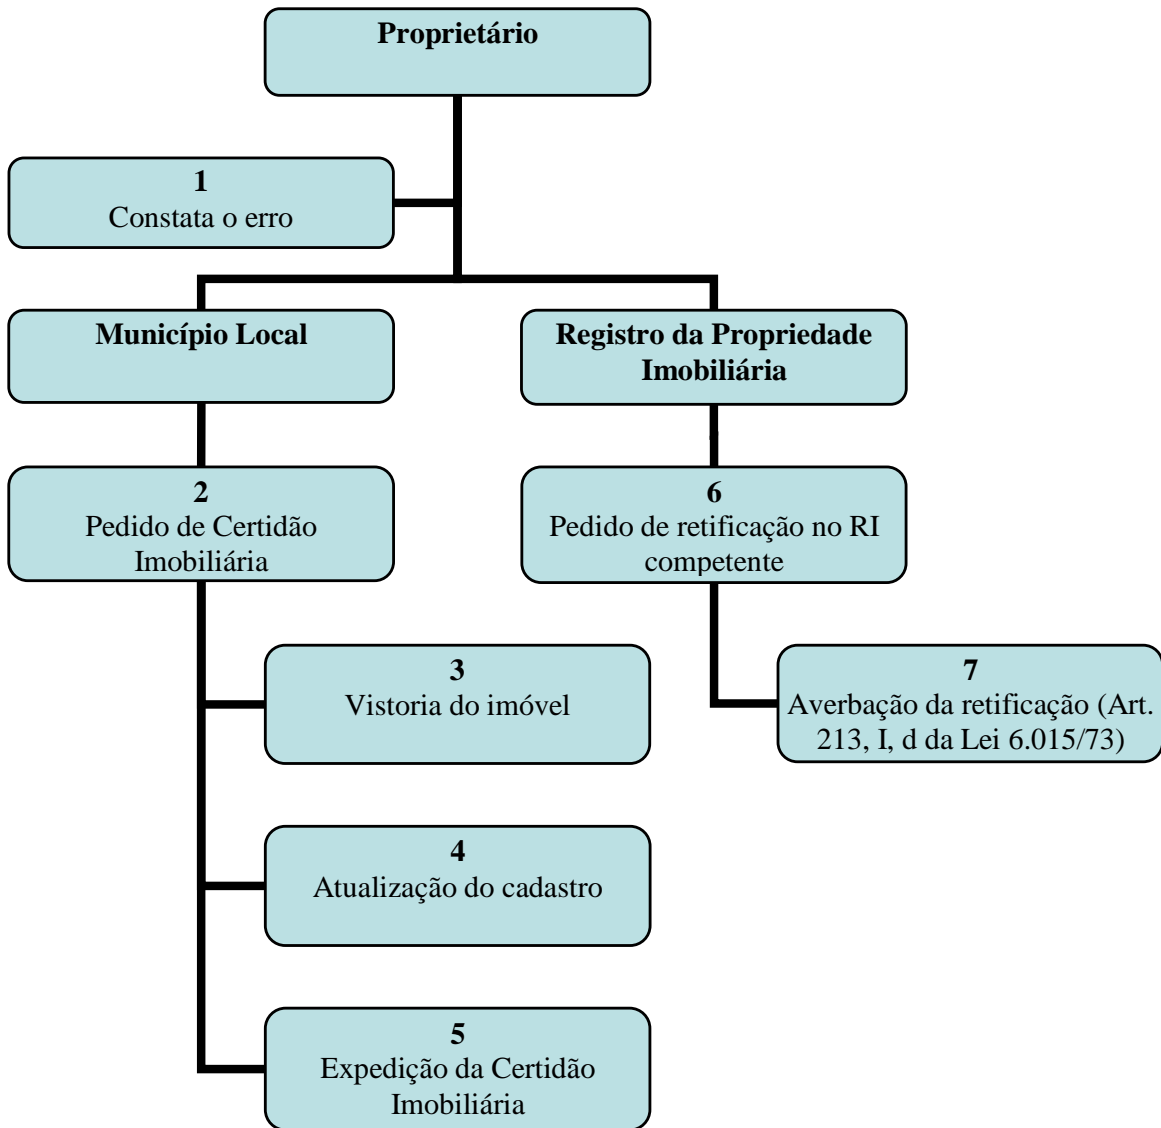 Proprietário
1
Constata o erro
Município Local
Registro da Propriedade
Imobiliária
2
Pedido de Certidão
Imobiliária
6
Pedido de retificação no RI
competente
3
Vistoria do imóvel
7
Averbação da retificação (Art.
213, I, d da Lei 6.015/73)
4
Atualização do cadastro
5
Expedição da Certidão
Imobiliária